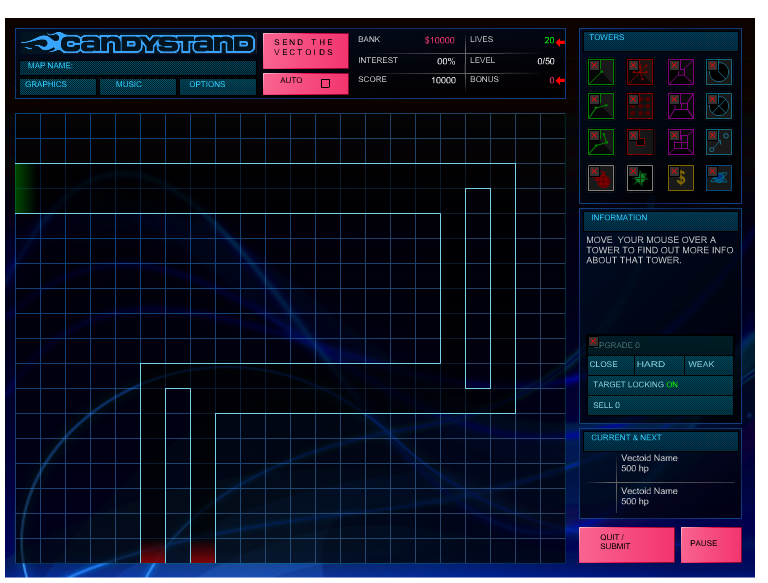 CANDYSTAND
MAP NAME:
GRAPHICS MUSIC OPTIONS
SEND THE
VECTOIDS
AUTO
BANK $10000 LIVES 20
INTEREST 00% LEVEL 0/50
SCORE 10000 BONUS 0
TOWERS
INFORMATION
MOVE YOUR MOUSE OVER A
TOWER TO FIND OUT MORE INFO
ABOUT THAT TOWER.
UPGRADE 0
CLOSE HARD WEAK
TARGET LOCKING ON
SELL 0
CURRENT & NEXT
Vectoid Name
500 hp
Vectoid Name
500 hp
QUIT /
SUBMIT
PAUSE